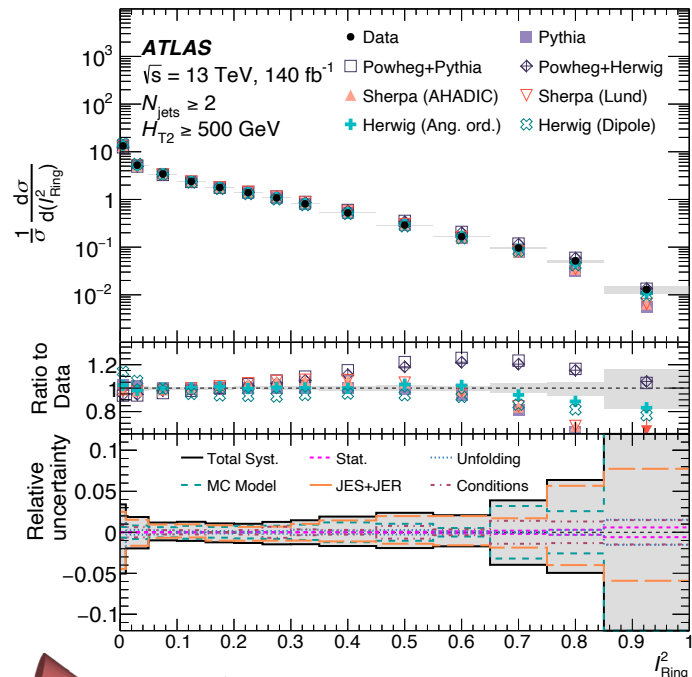 10³
10²
10
1
10⁻¹
10⁻²
1/σ dσ/d(I²_Ring)
ATLAS
√s = 13 TeV, 140 fb⁻¹
N_jets ≥ 2
H_T2 ≥ 500 GeV
Data
Pythia
Powheg+Pythia
Powheg+Herwig
Sherpa (AHADIC)
Sherpa (Lund)
Herwig (Ang. ord.)
Herwig (Dipole)
Ratio to
Data
1.2
1.0
0.8
Relative
uncertainty
0.1
0.05
0
−0.05
−0.1
Total Syst.
Stat.
Unfolding
MC Model
JES+JER
Conditions
0 0.1 0.2 0.3 0.4 0.5 0.6 0.7 0.8 0.9 1
I²_Ring